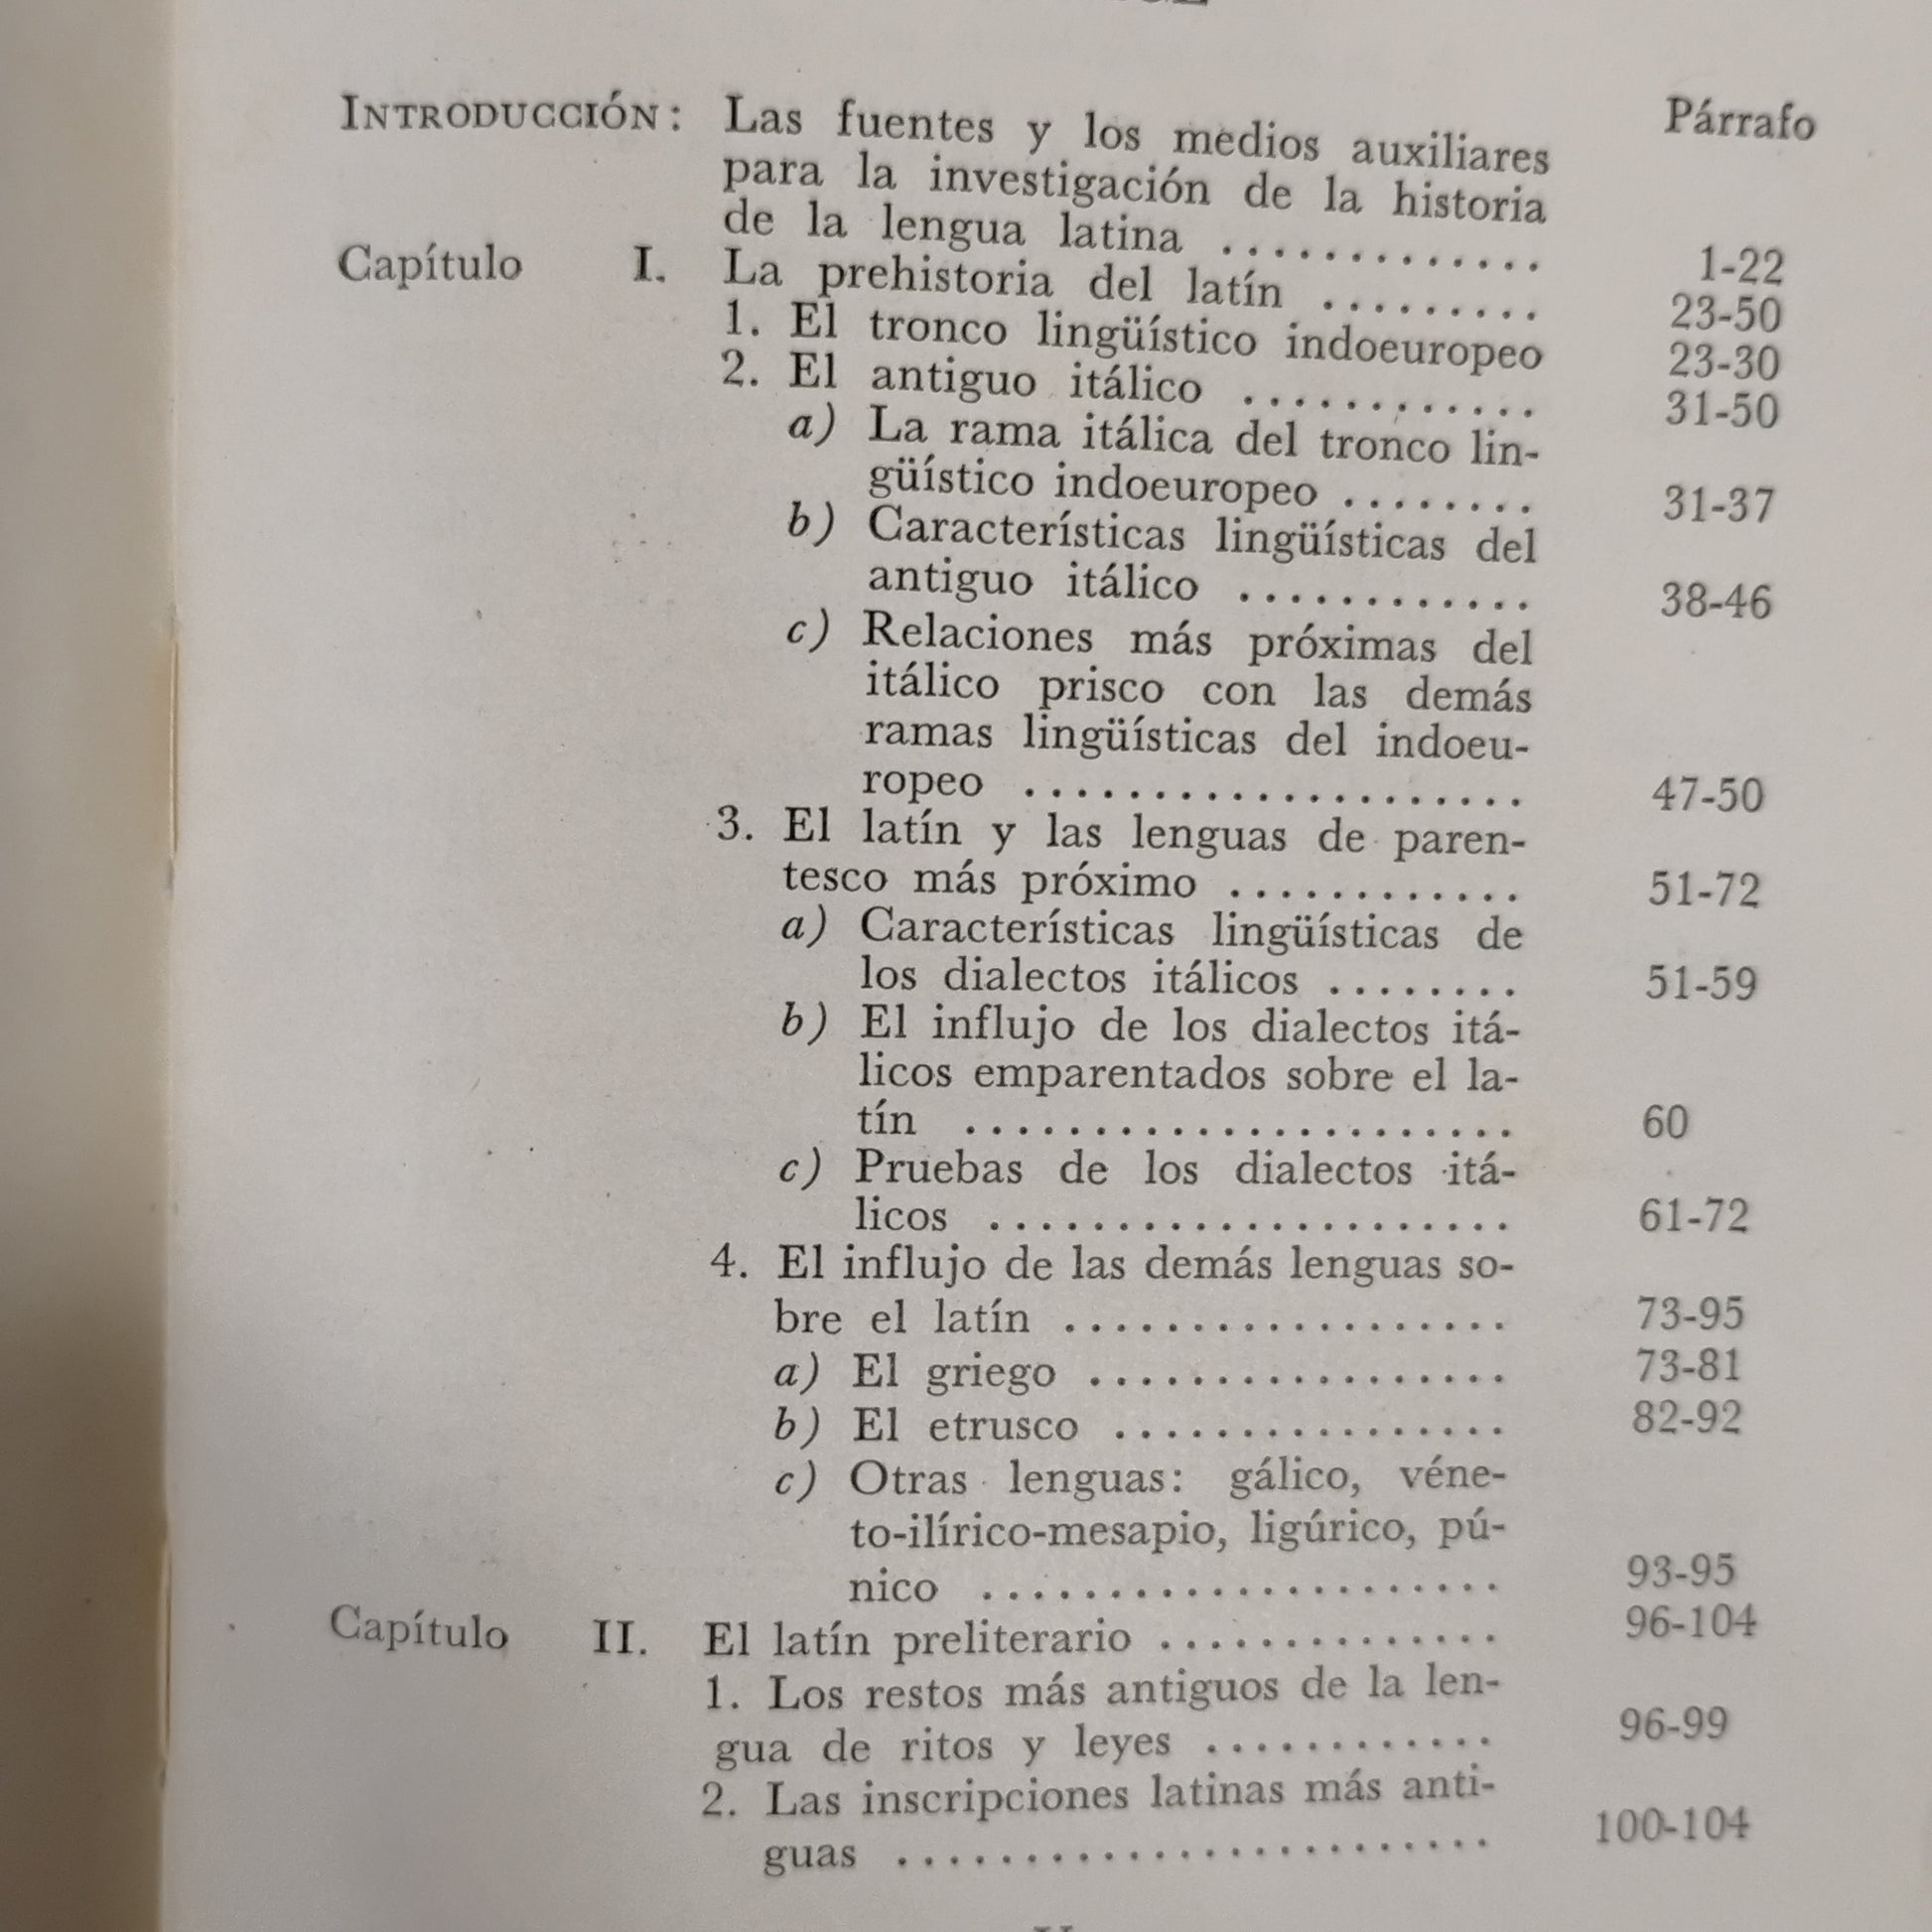 Párrafo
INTRODUCCIÓN: Las fuentes y los medios auxiliares
para la investigación de la historia
de la lengua latina ............. 1-22
Capítulo I. La prehistoria del latín ......... 23-50
1. El tronco lingüístico indoeuropeo 23-30
2. El antiguo itálico ............ 31-50
a) La rama itálica del tronco lin-
güístico indoeuropeo ........ 31-37
b) Características lingüísticas del
antiguo itálico ............ 38-46
c) Relaciones más próximas del
itálico prisco con las demás
ramas lingüísticas del indoeu-
ropeo .................... 47-50
3. El latín y las lenguas de paren-
tesco más próximo ............ 51-72
a) Características lingüísticas de
los dialectos itálicos ........ 51-59
b) El influjo de los dialectos itá-
licos emparentados sobre el la-
tín ...................... 60
c) Pruebas de los dialectos itá-
licos ..................... 61-72
4. El influjo de las demás lenguas so-
bre el latín .................. 73-95
a) El griego ................. 73-81
b) El etrusco ................ 82-92
c) Otras lenguas: gálico, véne-
to-ilírico-mesapio, ligúrico, pú-
nico ..................... 93-95
Capítulo II. El latín preliterario .............. 96-104
1. Los restos más antiguos de la len-
gua de ritos y leyes ............ 96-99
2. Las inscripciones latinas más anti-
guas ........................ 100-104